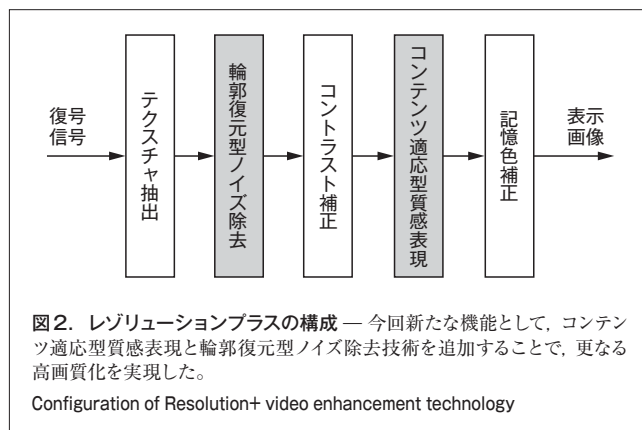 復号
信号
テクスチャ抽出
輪郭復元型ノイズ除去
コントラスト補正
コンテンツ適応型質感表現
記憶色補正
表示
画像
図2．レゾリューションプラスの構成 — 今回新たな機能として，コンテン
ツ適応型質感表現と輪郭復元型ノイズ除去技術を追加することで，更なる
高画質化を実現した。
Configuration of Resolution+ video enhancement technology